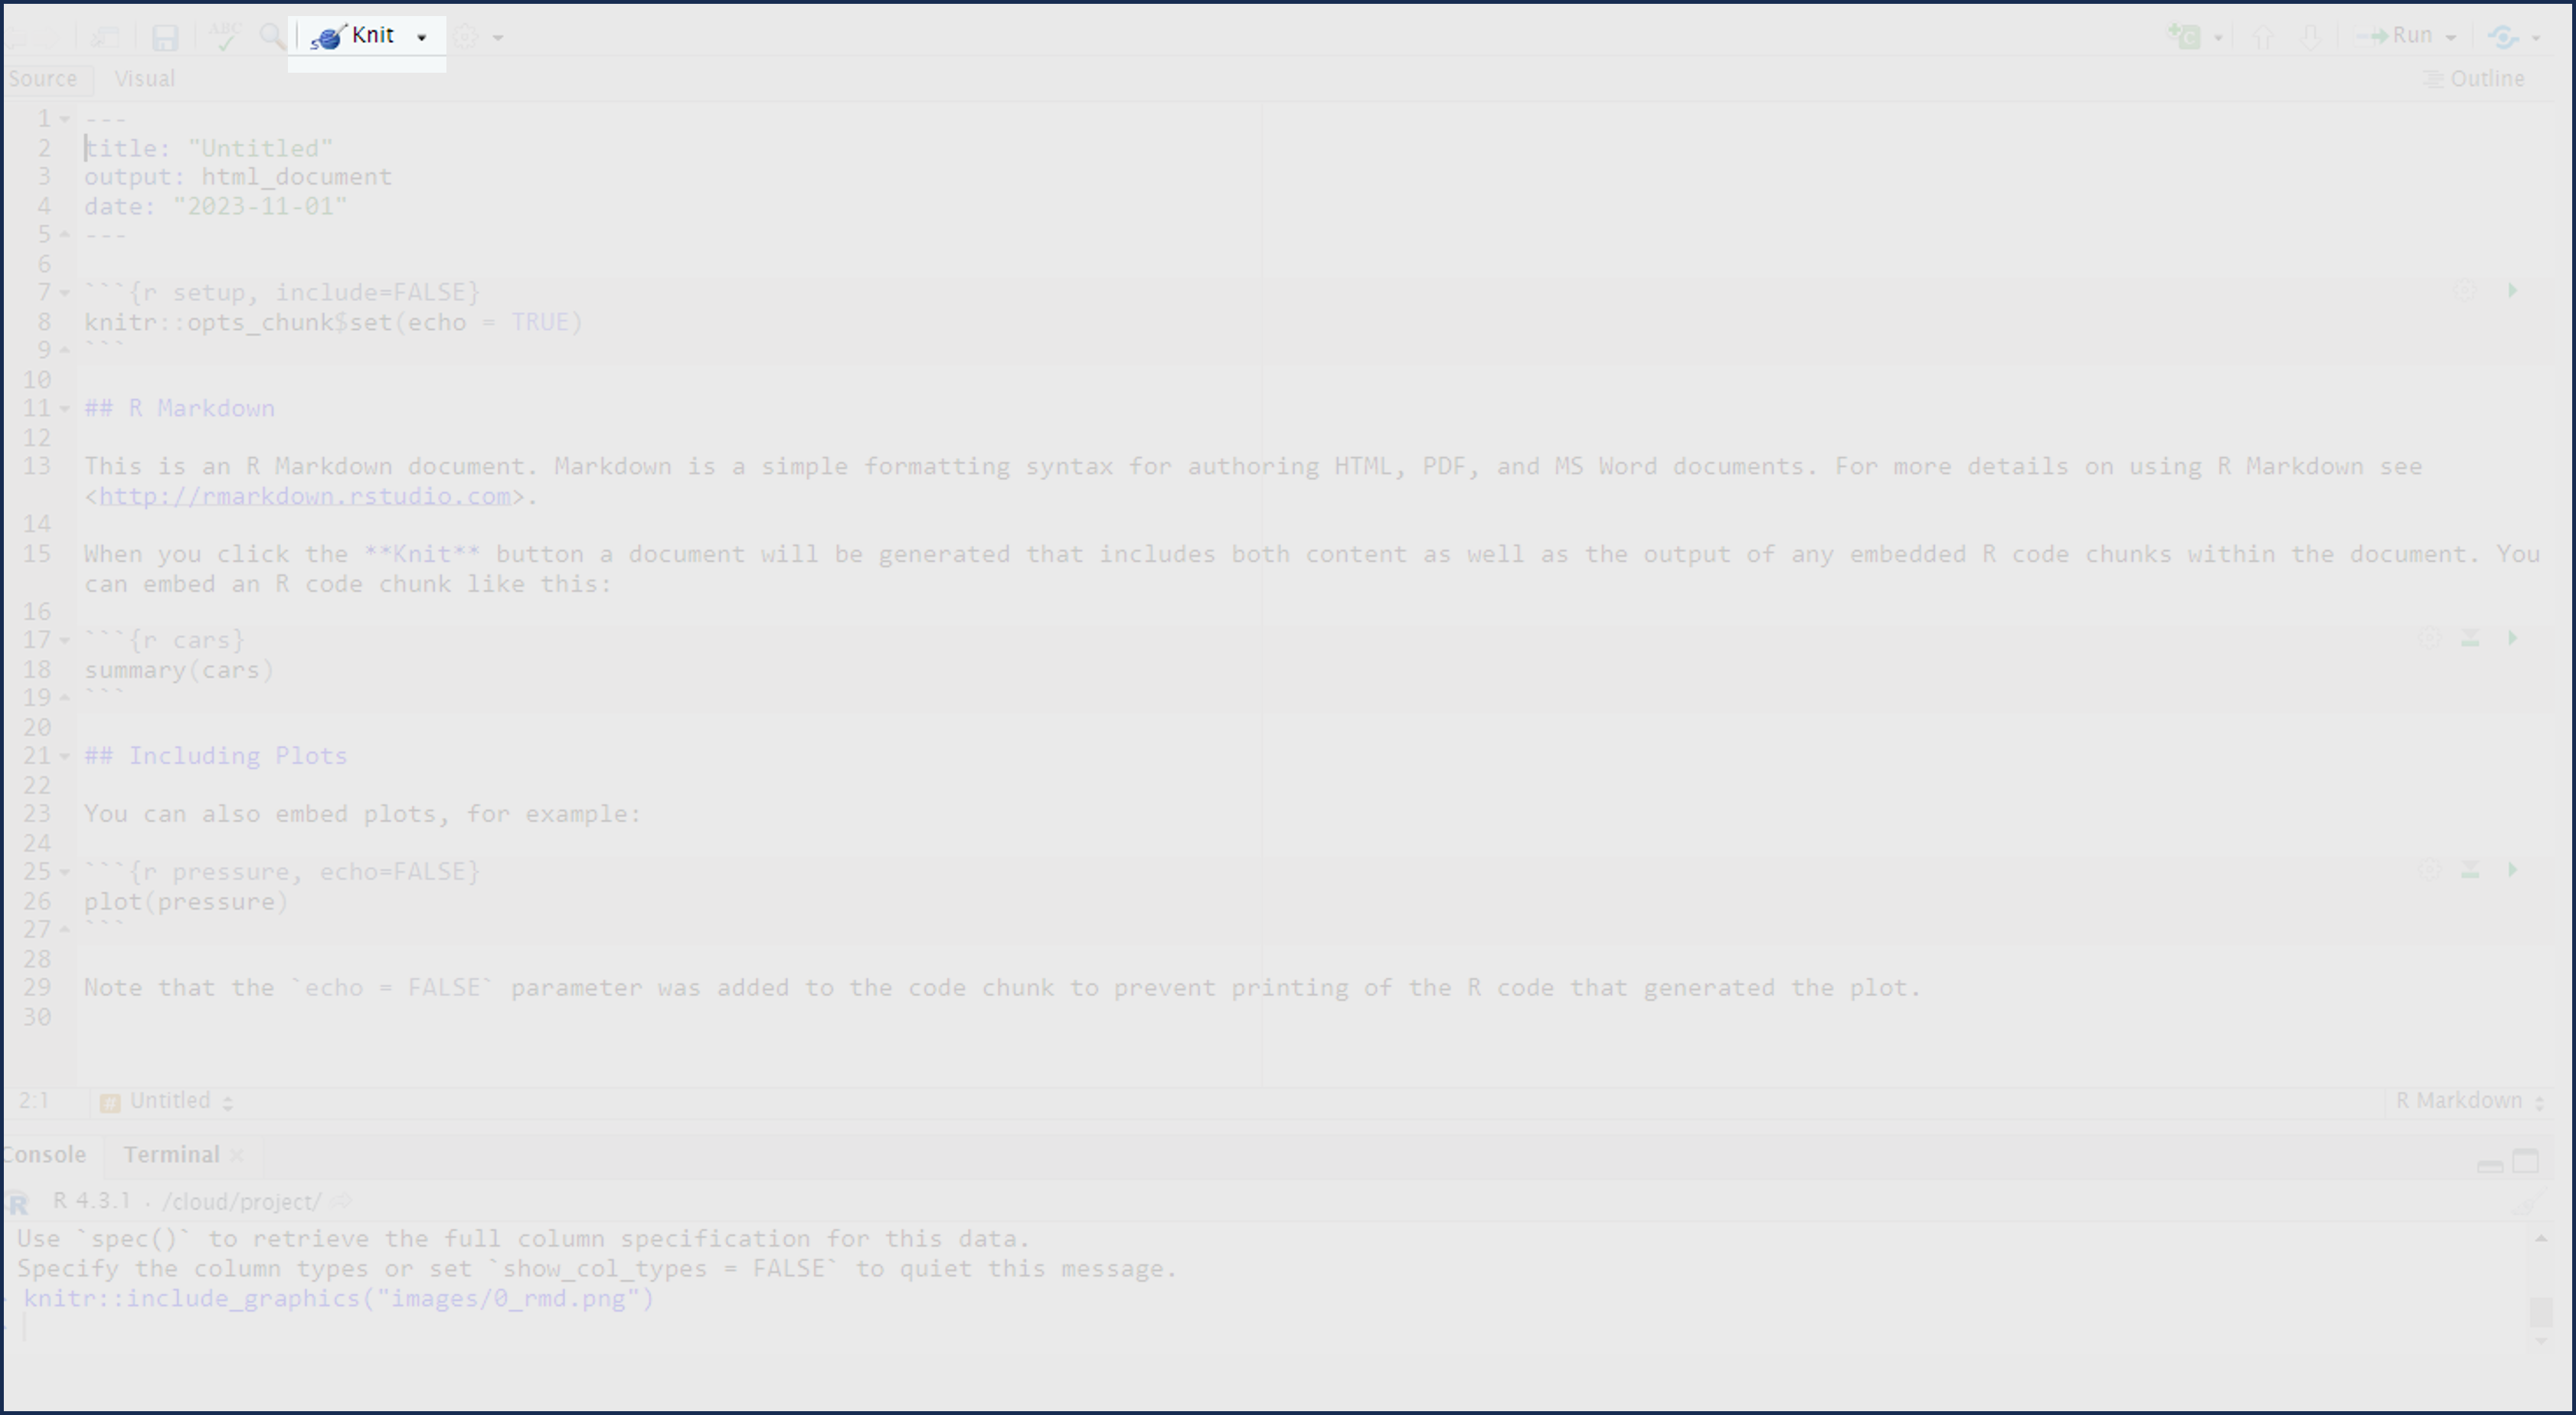 ABC Knit Run
Source Visual Outline
1 ---
2 title: "Untitled"
3 output: html_document
4 date: "2023-11-01"
5 ---
6
7 ```{r setup, include=FALSE}
8 knitr::opts_chunk$set(echo = TRUE)
9 ```
10
11 ## R Markdown
12
13 This is an R Markdown document. Markdown is a simple formatting syntax for authoring HTML, PDF, and MS Word documents. For more details on using R Markdown see
<http://rmarkdown.rstudio.com>.
14
15 When you click the **Knit** button a document will be generated that includes both content as well as the output of any embedded R code chunks within the document. You
can embed an R code chunk like this:
16
17 ```{r cars}
18 summary(cars)
19 ```
20
21 ## Including Plots
22
23 You can also embed plots, for example:
24
25 ```{r pressure, echo=FALSE}
26 plot(pressure)
27 ```
28
29 Note that the `echo = FALSE` parameter was added to the code chunk to prevent printing of the R code that generated the plot.
30
2:1 # Untitled R Markdown
Console Terminal
R R 4.3.1 · /cloud/project/
Use `spec()` to retrieve the full column specification for this data.
Specify the column types or set `show_col_types = FALSE` to quiet this message.
knitr::include_graphics("images/0_rmd.png")